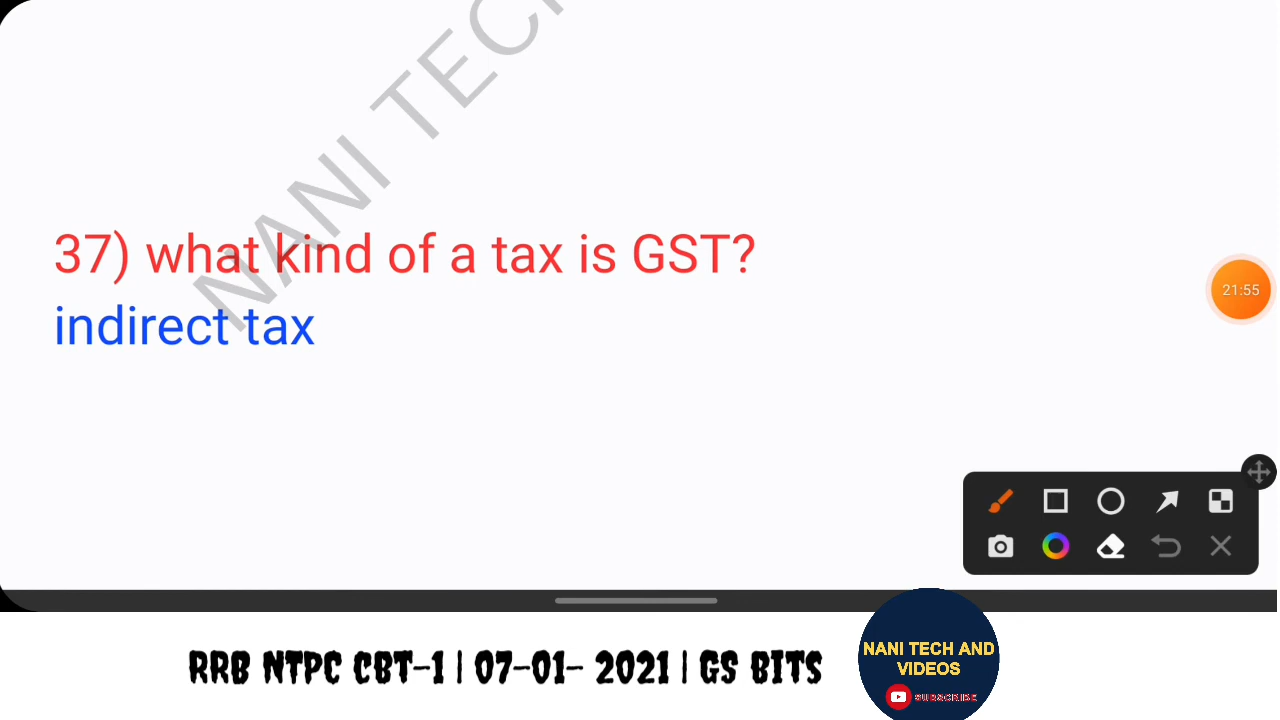 NANI TECH
37) what kind of a tax is GST?
indirect tax
21:55
RRB NTPC CBT-1 | 07-01- 2021 | GS BITS
NANI TECH AND
VIDEOS
SUBSCRIBE